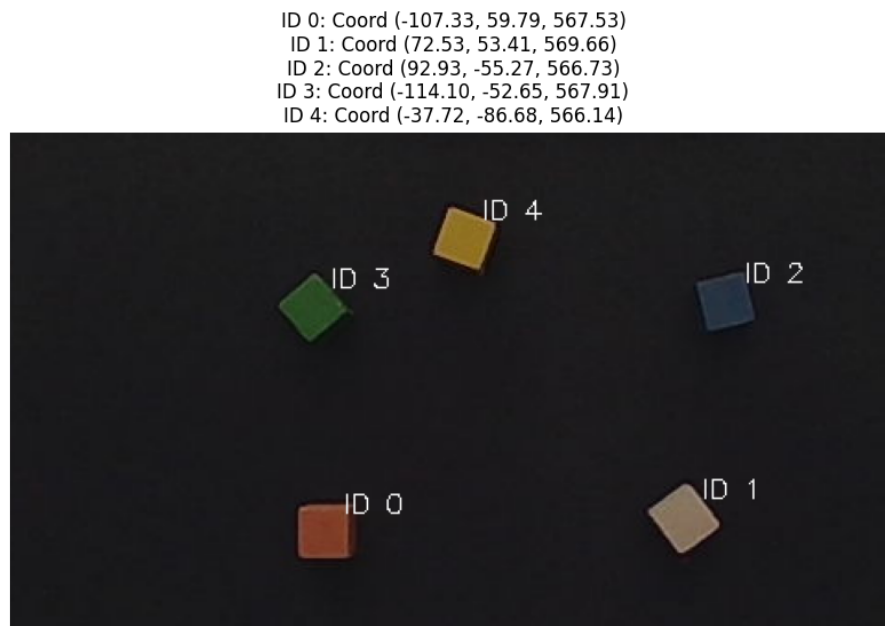 ID 0: Coord (-107.33, 59.79, 567.53)
ID 1: Coord (72.53, 53.41, 569.66)
ID 2: Coord (92.93, -55.27, 566.73)
ID 3: Coord (-114.10, -52.65, 567.91)
ID 4: Coord (-37.72, -86.68, 566.14)
ID 4
ID 3
ID 2
ID 0
ID 1